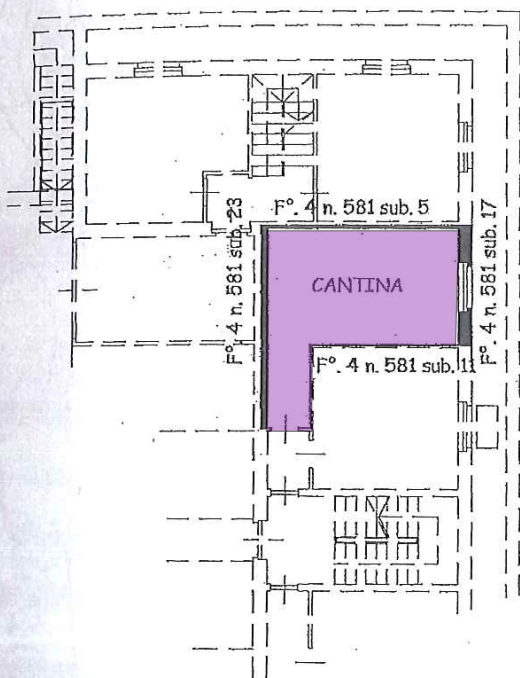 F°. 4 n. 581 sub. 5
F°. 4 n. 581 sub. 23
CANTINA
F°. 4 n. 581 sub. 17
F°. 4 n. 581 sub. 11